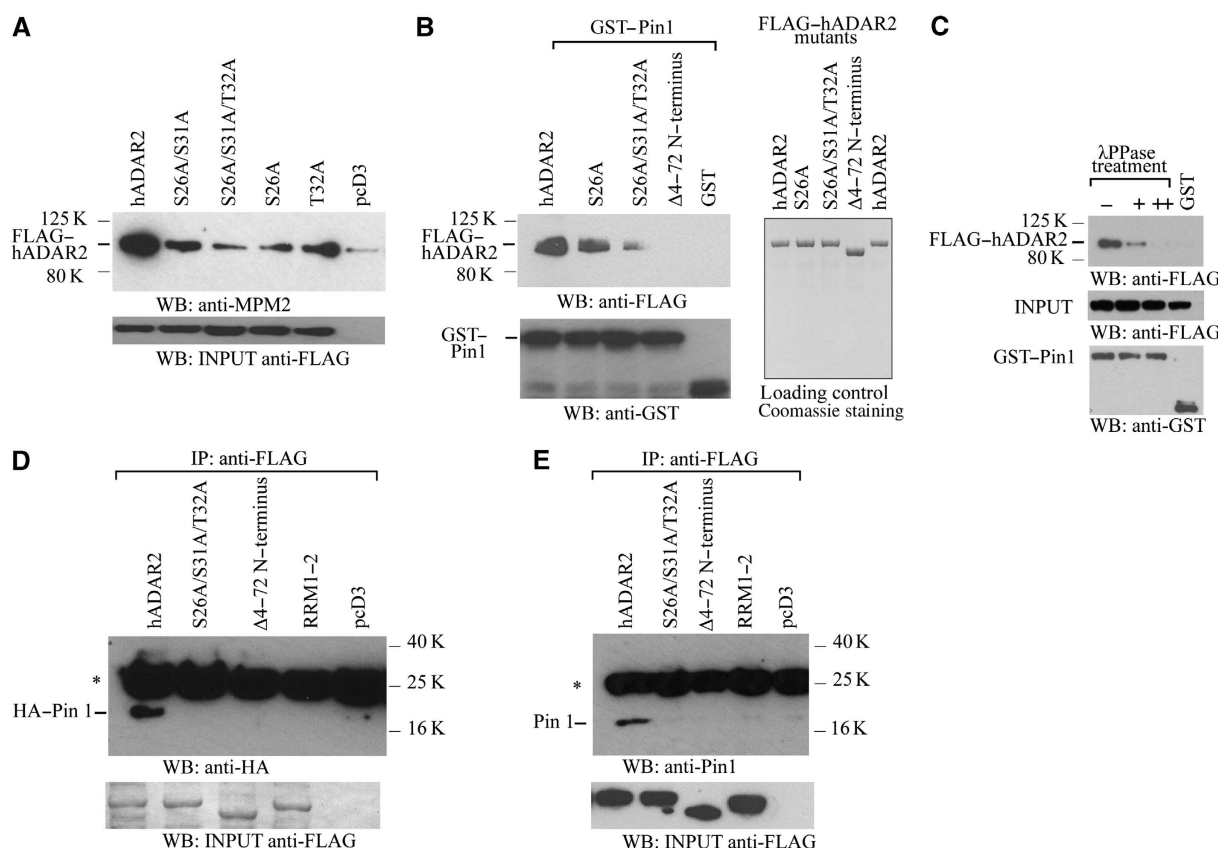 A
hADAR2
S26A/S31A
S26A/S31A/T32A
S26A
T32A
pcD3
125 K
FLAG–
hADAR2
80 K
WB: anti-MPM2
WB: INPUT anti-FLAG
B
GST–Pin1
hADAR2
S26A
S26A/S31A/T32A
Δ4–72 N–terminus
GST
125 K
FLAG–
hADAR2
80 K
WB: anti-FLAG
GST–
Pin1
WB: anti-GST
FLAG–hADAR2
mutants
hADAR2
S26A
S26A/S31A/T32A
Δ4–72 N–terminus
hADAR2
Loading control
Coomassie staining
C
λPPase
treatment
– + ++ GST
125 K
FLAG–hADAR2
80 K
WB: anti-FLAG
INPUT
WB: anti-FLAG
GST–Pin1
WB: anti-GST
D
IP: anti-FLAG
hADAR2
S26A/S31A/T32A
Δ4–72 N–terminus
RRM1–2
pcD3
40 K
*
25 K
HA–Pin 1
16 K
WB: anti-HA
WB: INPUT anti-FLAG
E
IP: anti-FLAG
hADAR2
S26A/S31A/T32A
Δ4–72 N–terminus
RRM1–2
pcD3
40 K
*
25 K
Pin 1
16 K
WB: anti-Pin1
WB: INPUT anti-FLAG